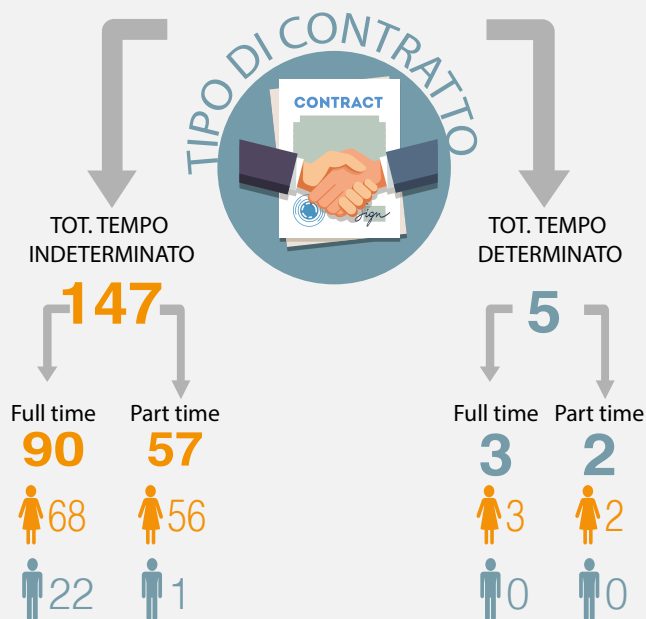 TIPO DI CONTRATTO
CONTRACT
sign
TOT. TEMPO
INDETERMINATO
147
Full time
90
68
22
Part time
57
56
1
TOT. TEMPO
DETERMINATO
5
Full time
3
3
0
Part time
2
2
0